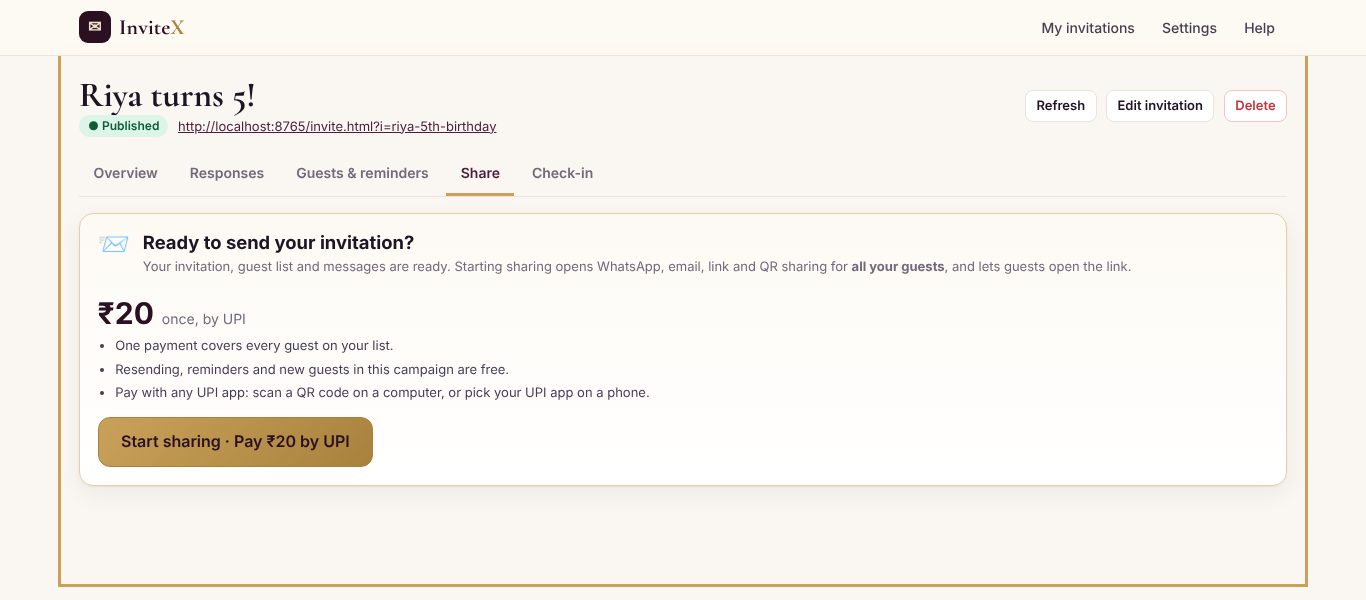 InviteX
My invitations
Settings
Help
Riya turns 5!
Refresh
Edit invitation
Delete
Published
http://localhost:8765/invite.html?i=riya-5th-birthday
Overview
Responses
Guests & reminders
Share
Check-in
Ready to send your invitation?
Your invitation, guest list and messages are ready. Starting sharing opens WhatsApp, email, link and QR sharing for all your guests, and lets guests open the link.
₹20 once, by UPI
• One payment covers every guest on your list.
• Resending, reminders and new guests in this campaign are free.
• Pay with any UPI app: scan a QR code on a computer, or pick your UPI app on a phone.
Start sharing · Pay ₹20 by UPI